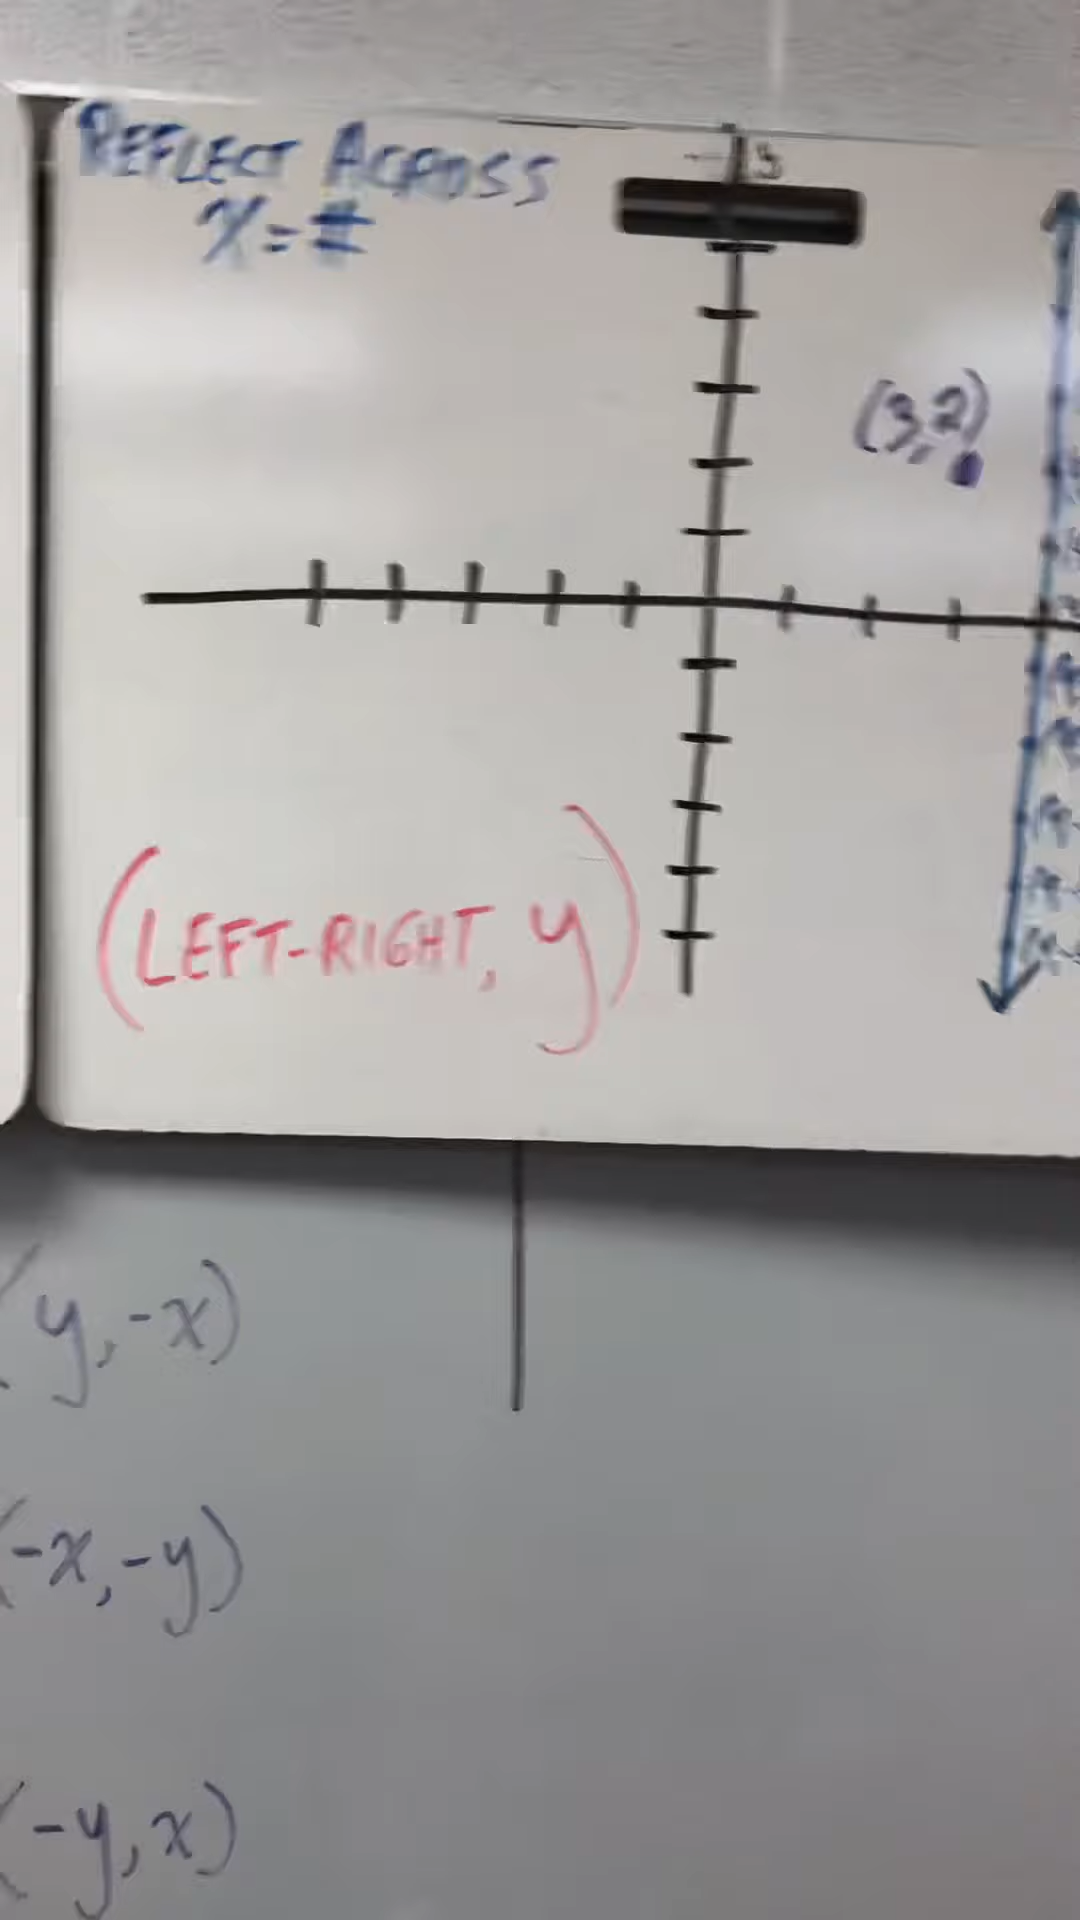 REFLECT ACROSS
x = #
(3,2)
(LEFT-RIGHT, y)
(y,-x)
(-x,-y)
(-y,x)